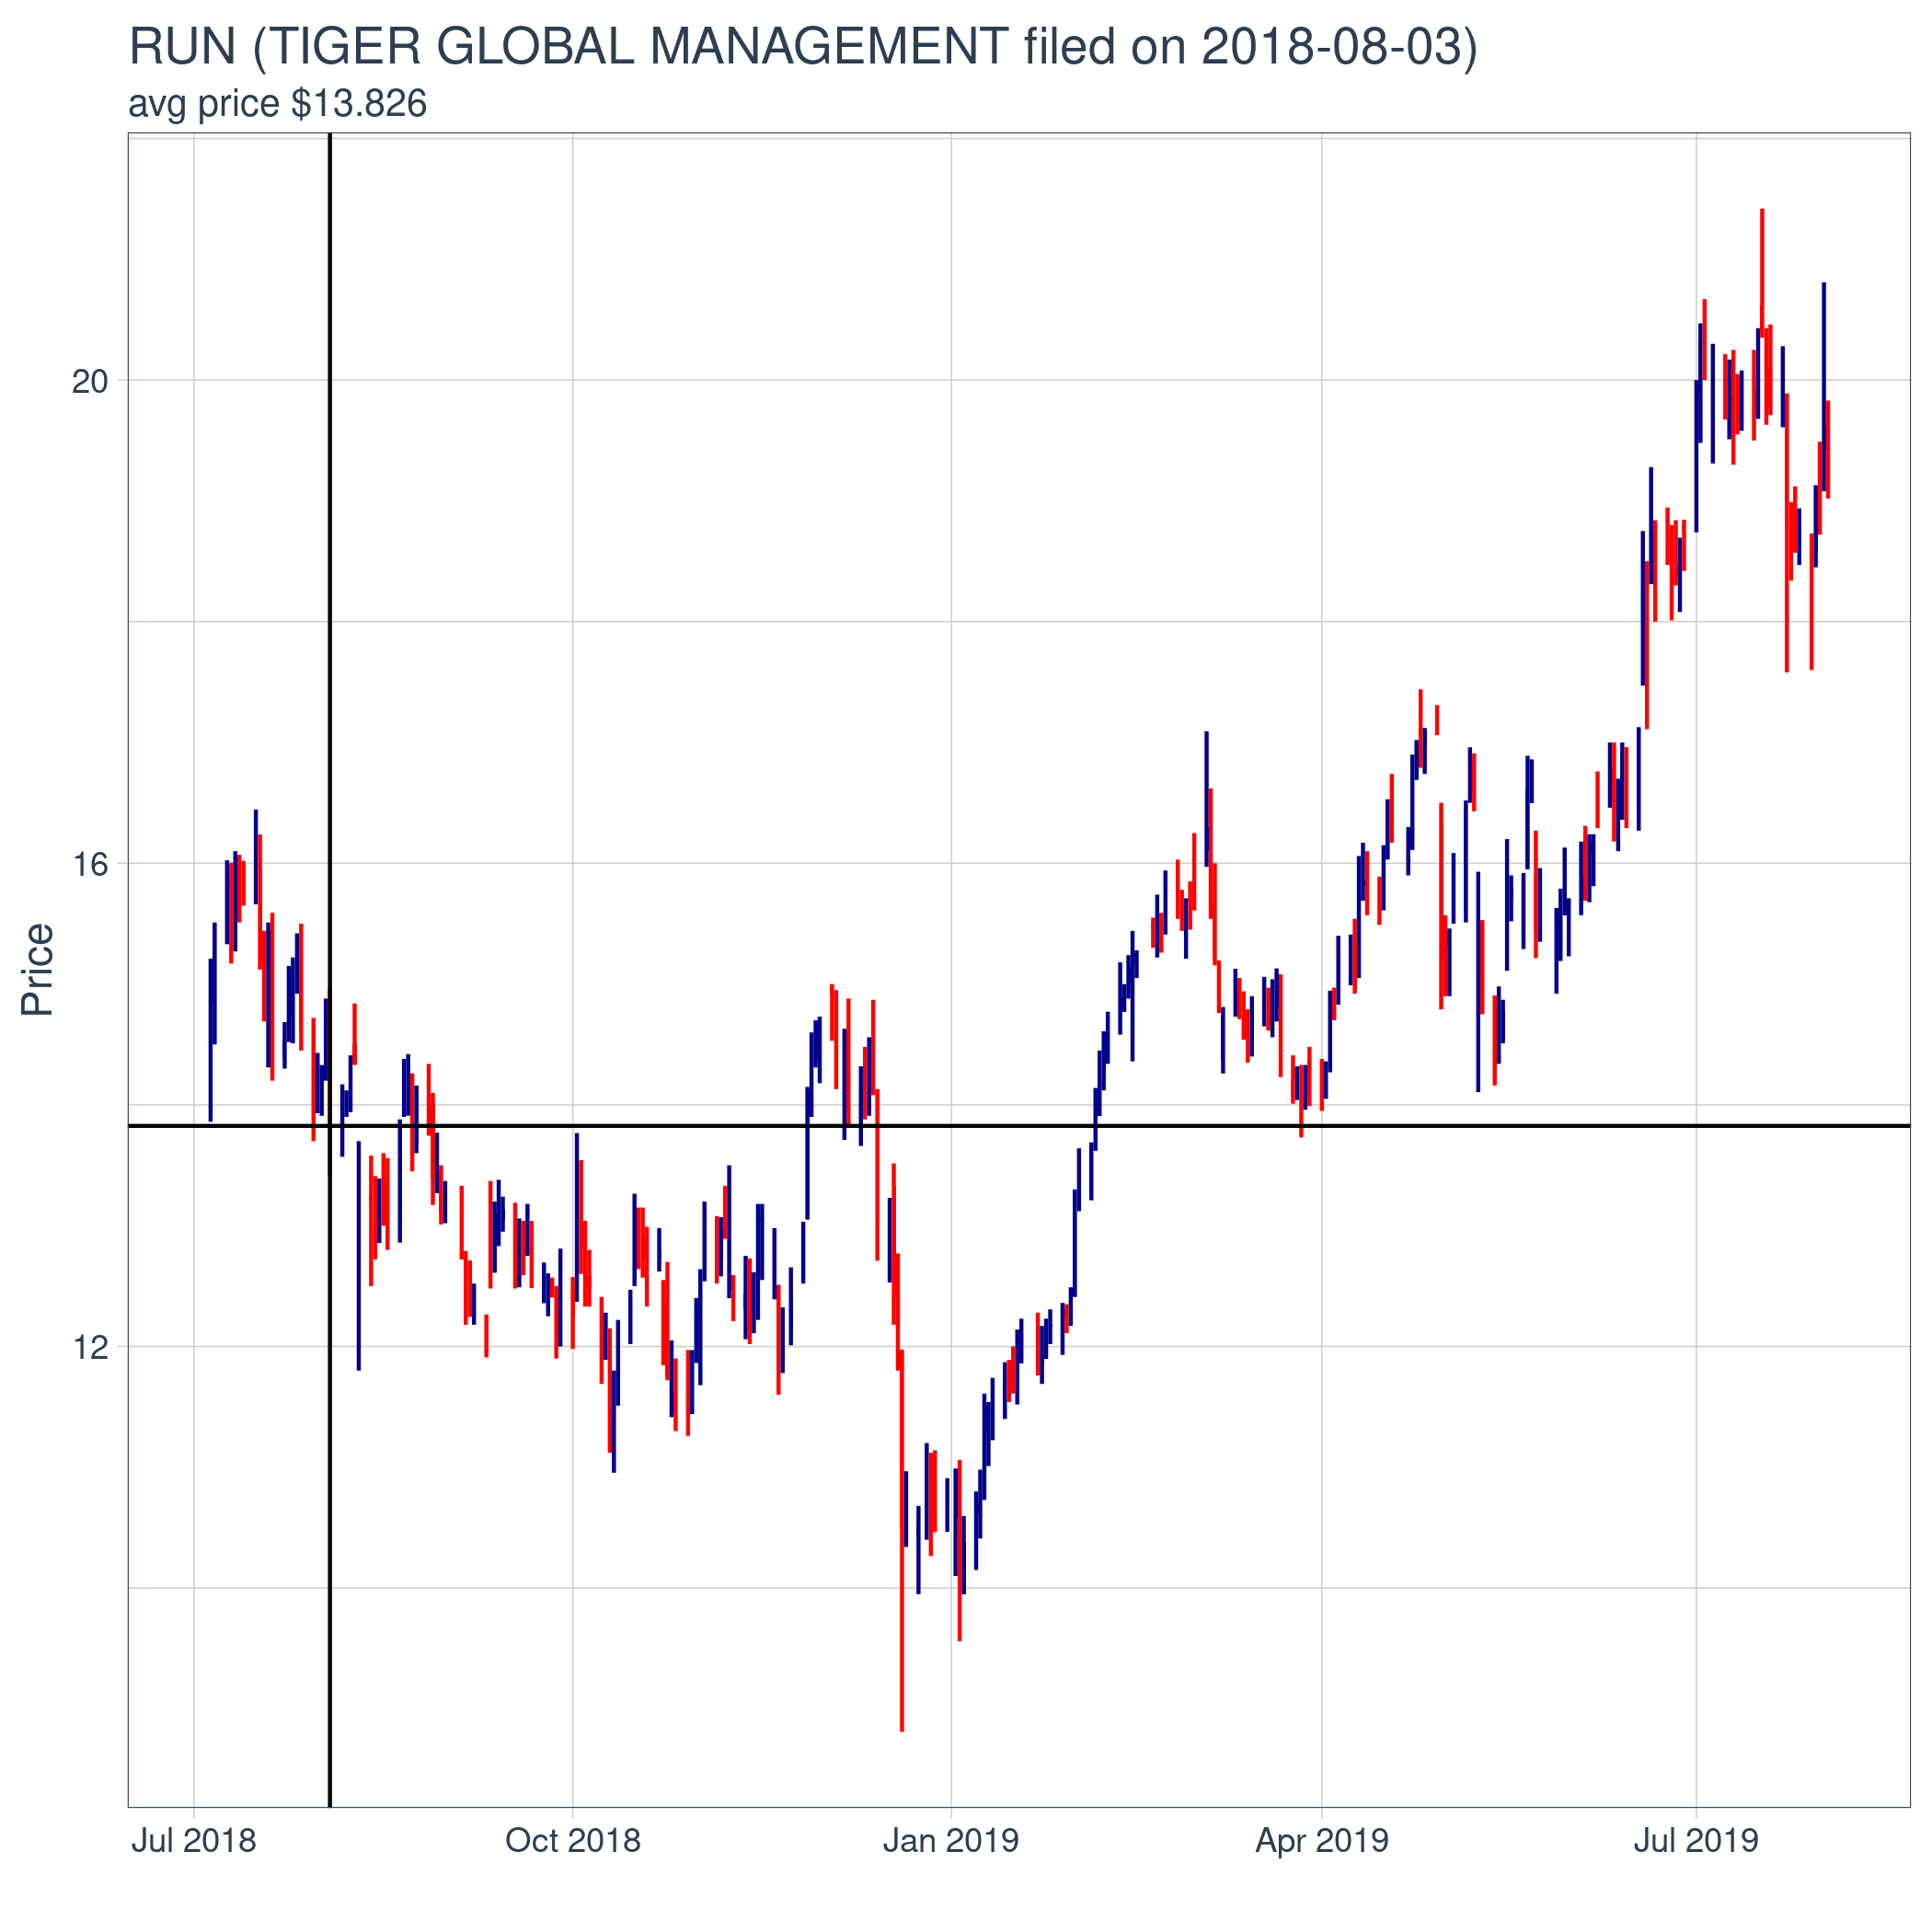 RUN (TIGER GLOBAL MANAGEMENT filed on 2018-08-03)
avg price $13.826
20
16
12
Price
Jul 2018
Oct 2018
Jan 2019
Apr 2019
Jul 2019